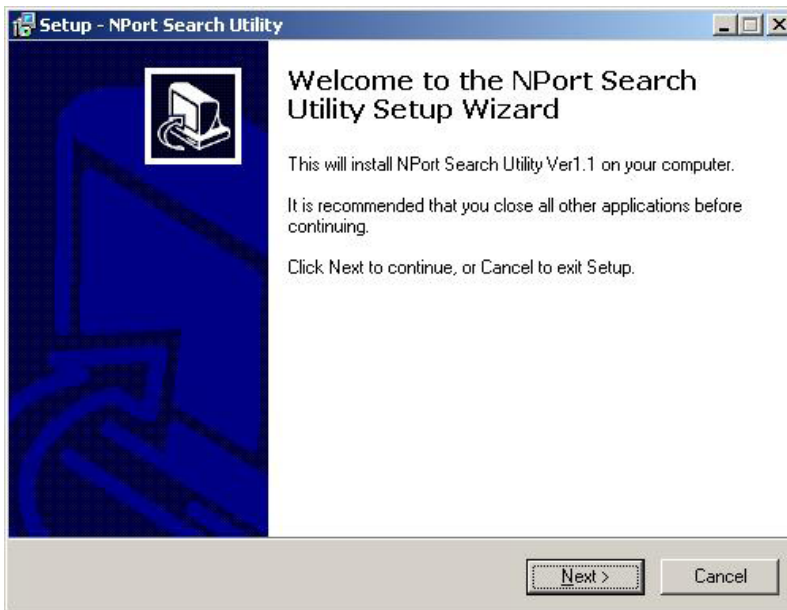 Setup - NPort Search Utility
Welcome to the NPort Search
Utility Setup Wizard
This will install NPort Search Utility Ver1.1 on your computer.
It is recommended that you close all other applications before
continuing.
Click Next to continue, or Cancel to exit Setup.
Next > Cancel